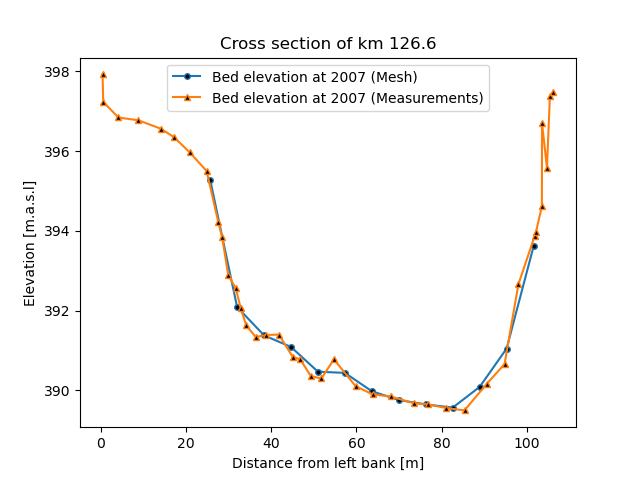 Cross section of km 126.6
Bed elevation at 2007 (Mesh)
Bed elevation at 2007 (Measurements)
Elevation [m.a.s.l]
398
396
394
392
390
0 20 40 60 80 100
Distance from left bank [m]